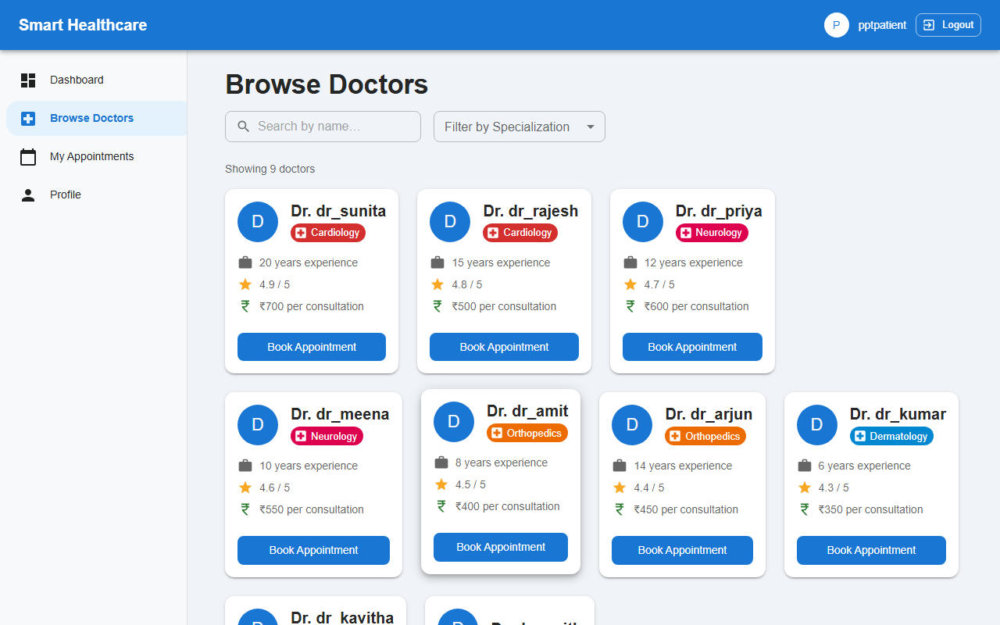 Smart Healthcare
P pptpatient Logout
Dashboard
Browse Doctors
My Appointments
Profile
Browse Doctors
Search by name...
Filter by Specialization
Showing 9 doctors
D Dr. dr_sunita
Cardiology
20 years experience
4.9 / 5
₹700 per consultation
Book Appointment
D Dr. dr_rajesh
Cardiology
15 years experience
4.8 / 5
₹500 per consultation
Book Appointment
D Dr. dr_priya
Neurology
12 years experience
4.7 / 5
₹600 per consultation
Book Appointment
D Dr. dr_meena
Neurology
10 years experience
4.6 / 5
₹550 per consultation
Book Appointment
D Dr. dr_amit
Orthopedics
8 years experience
4.5 / 5
₹400 per consultation
Book Appointment
D Dr. dr_arjun
Orthopedics
14 years experience
4.4 / 5
₹450 per consultation
Book Appointment
D Dr. dr_kumar
Dermatology
6 years experience
4.3 / 5
₹350 per consultation
Book Appointment
D Dr. dr_kavitha
D